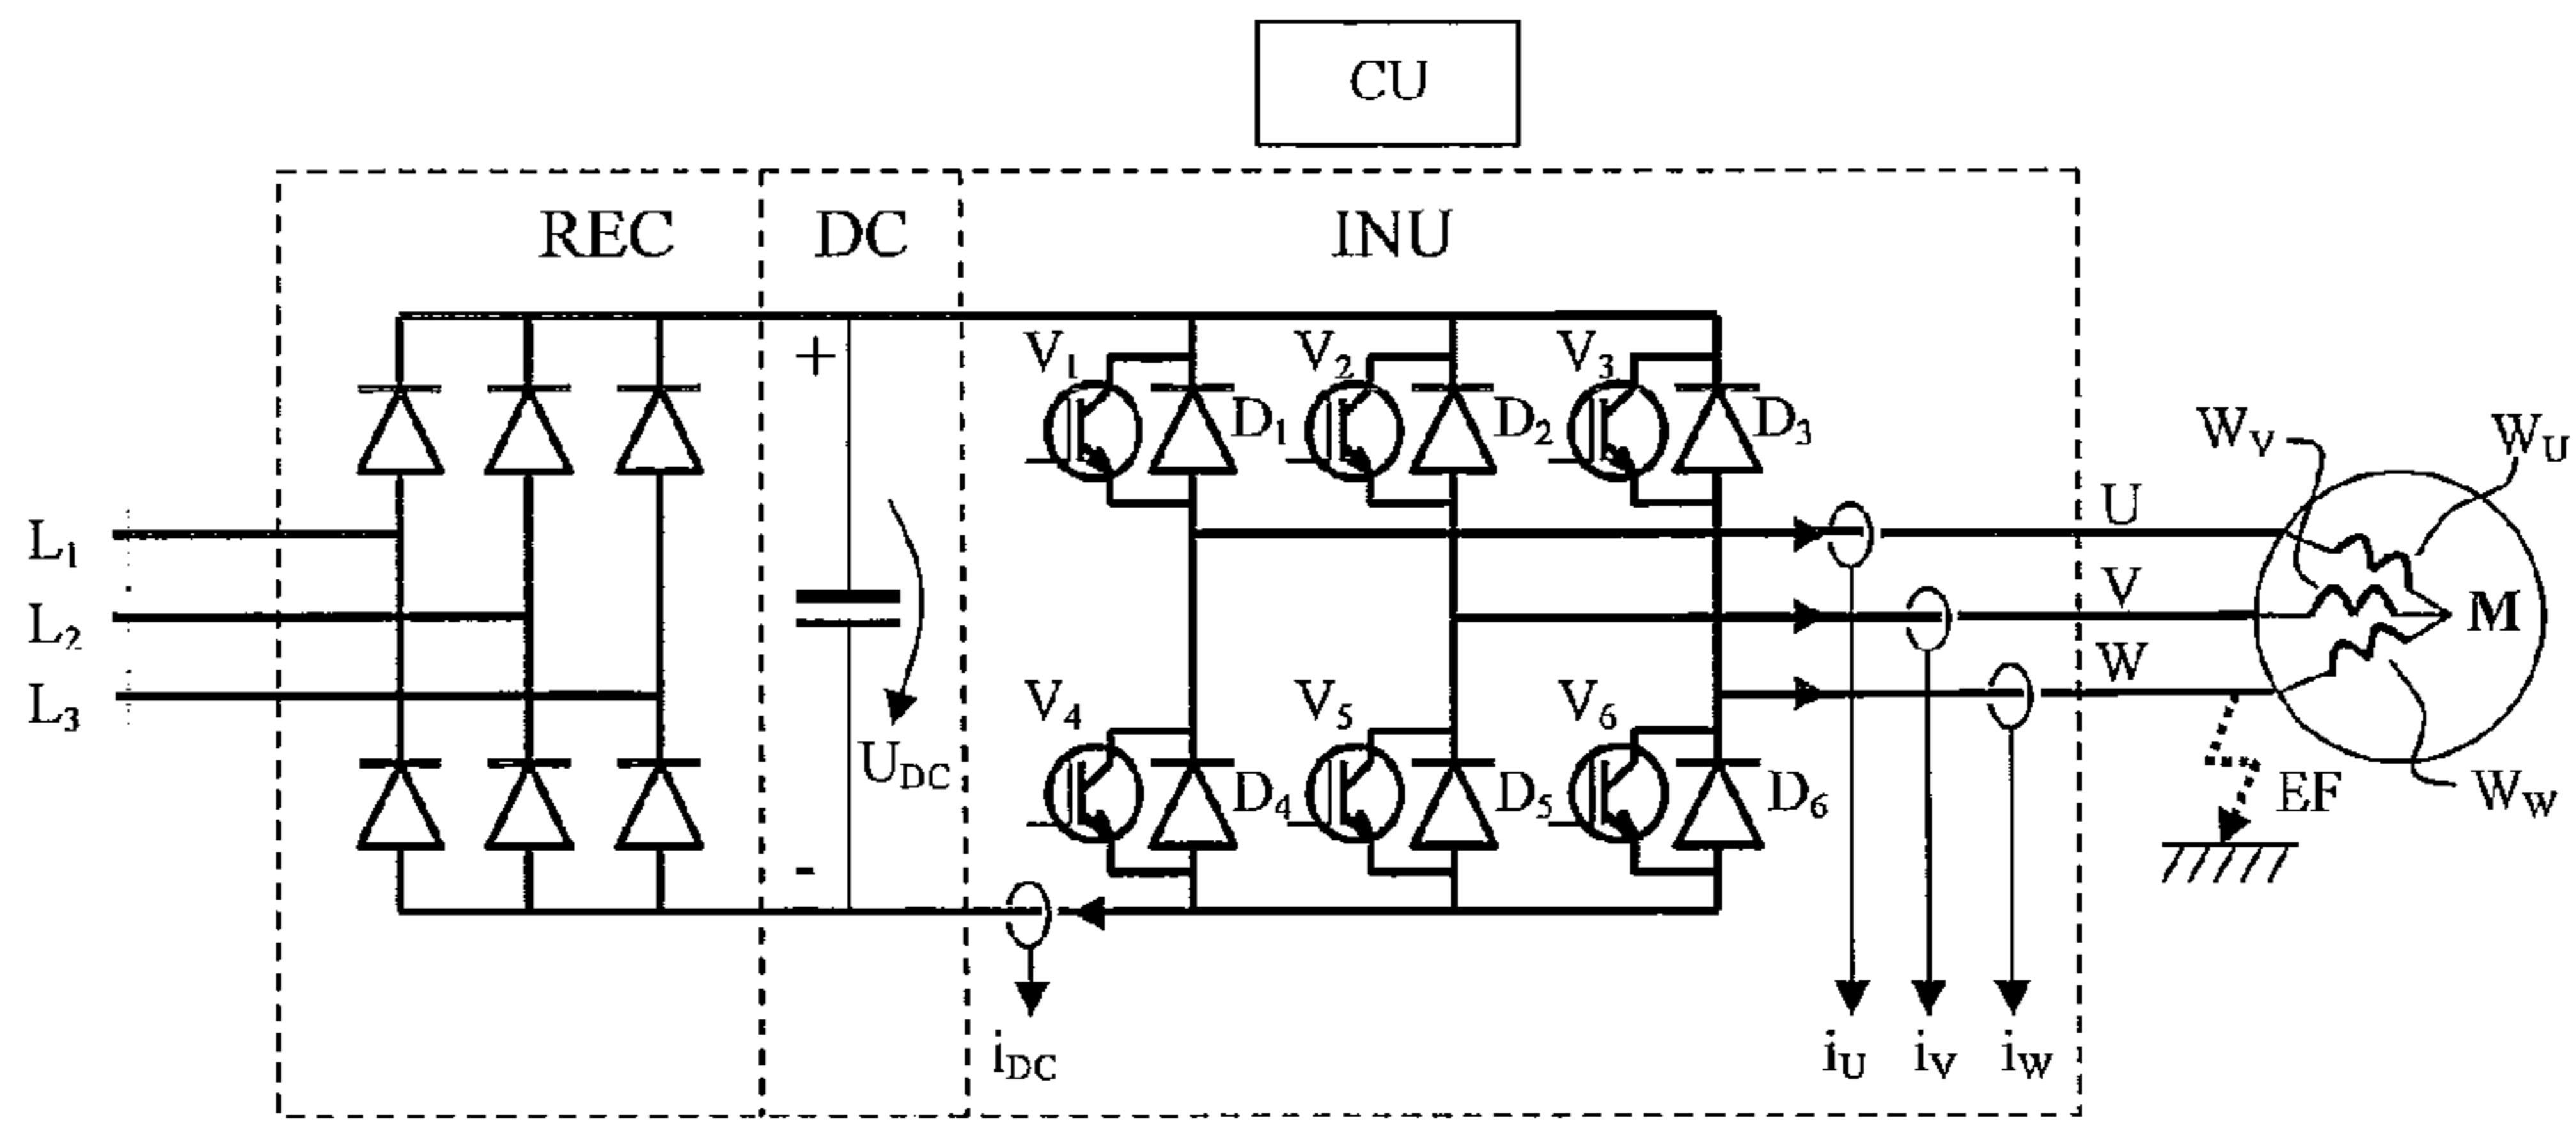 CU
REC DC INU
+
V₁ D₁ V₂ D₂ V₃ D₃
W_V W_U
L₁ U
L₂ V M
L₃ W
V₄ D₄ V₅ D₅ V₆ D₆
U_DC
EF W_W
-
i_DC i_U i_V i_W